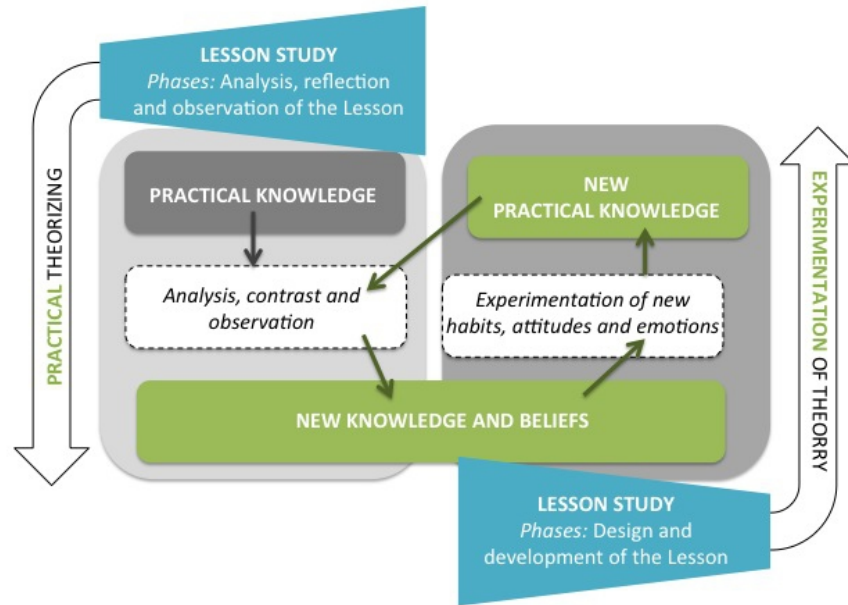 LESSON STUDY
Phases: Analysis, reflection
and observation of the Lesson
PRACTICAL THEORIZING
PRACTICAL KNOWLEDGE
Analysis, contrast and
observation
NEW
PRACTICAL KNOWLEDGE
Experimentation of new
habits, attitudes and emotions
NEW KNOWLEDGE AND BELIEFS
EXPERIMENTATION OF THEORRY
LESSON STUDY
Phases: Design and
development of the Lesson